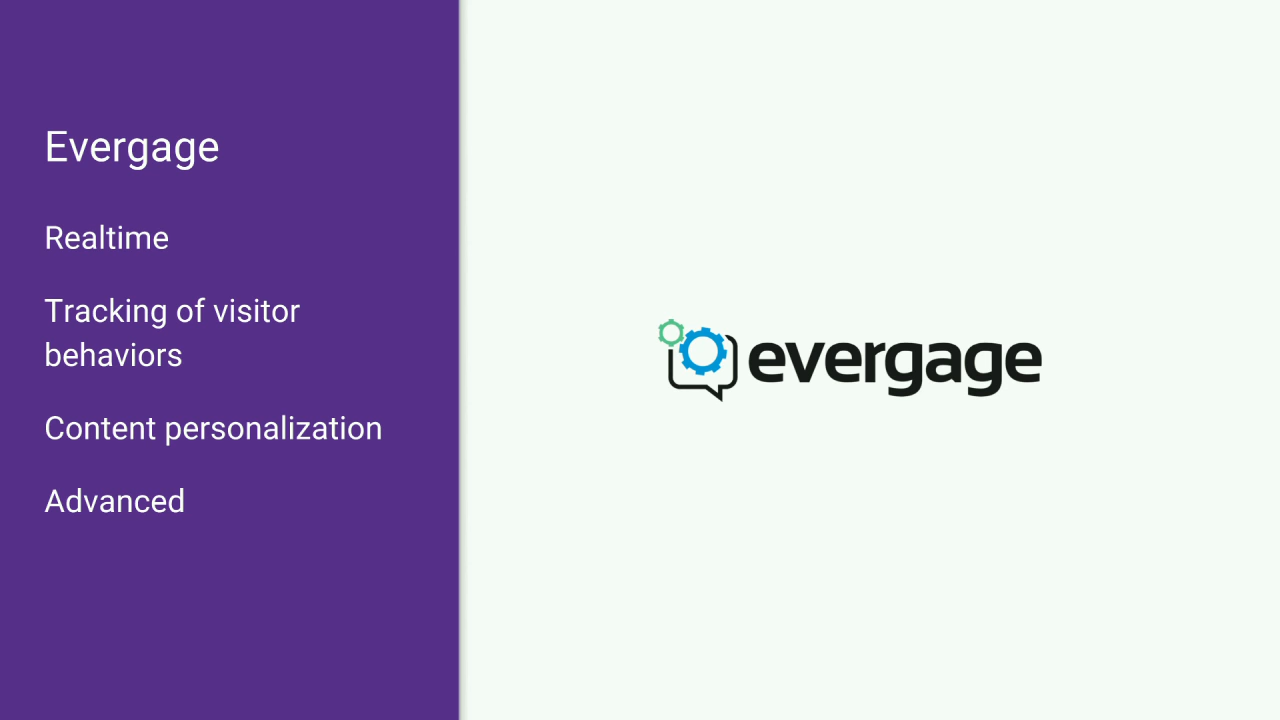 Evergage
Realtime
Tracking of visitor
behaviors
Content personalization
Advanced
evergage